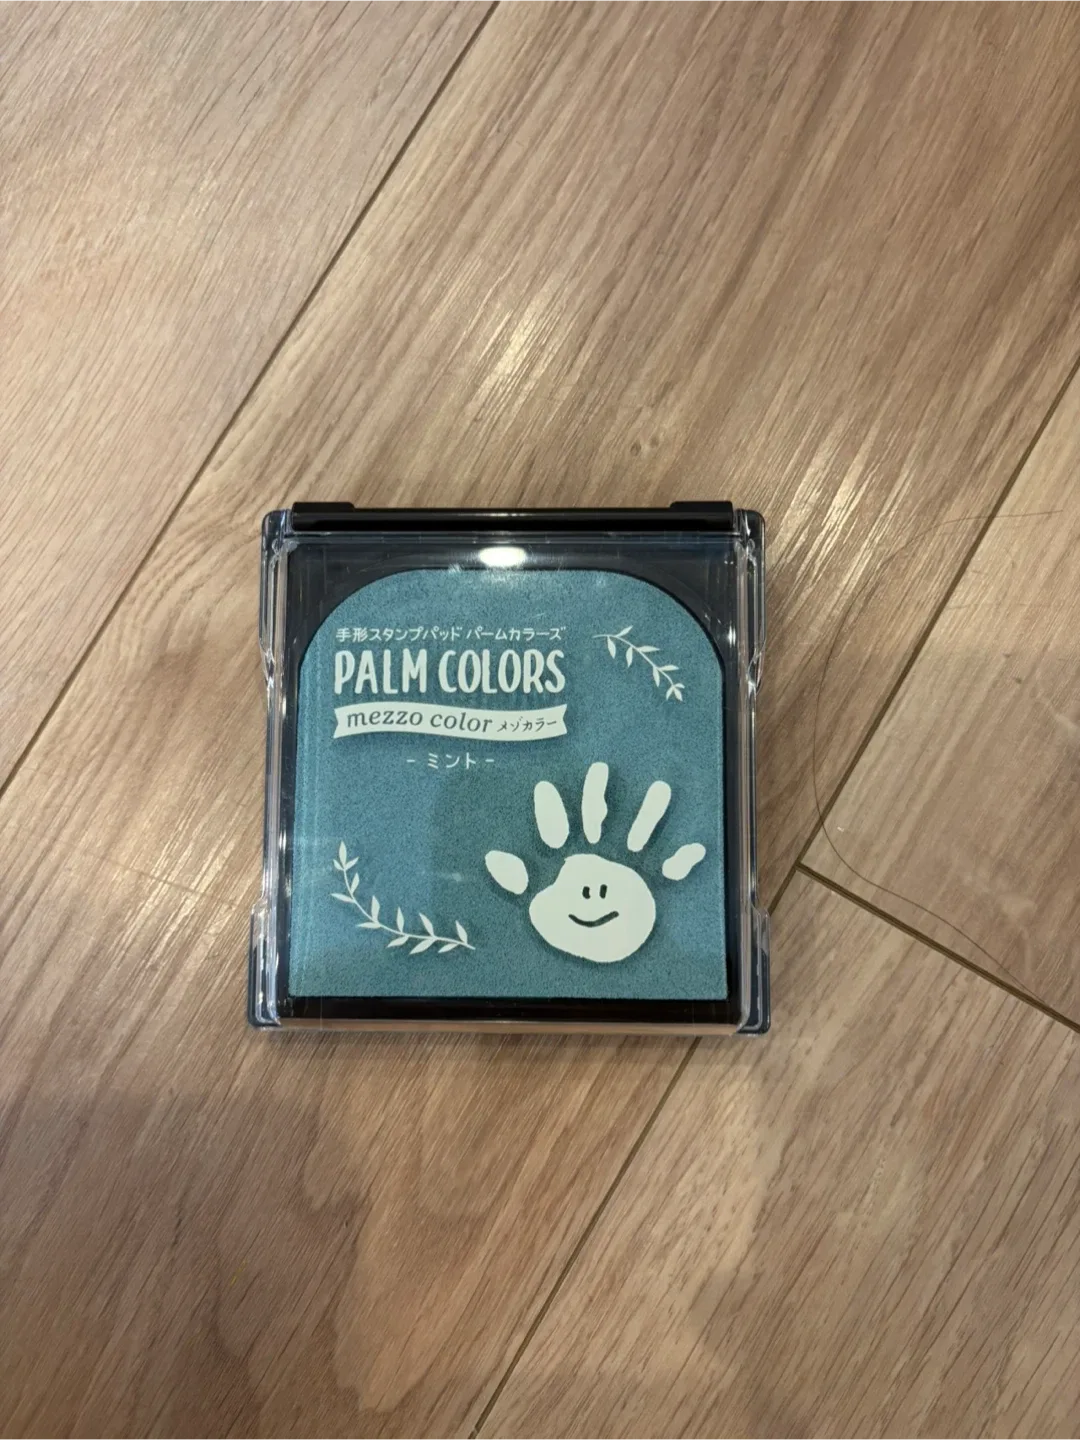 手形スタンプパッド パームカラーズ
PALM COLORS
mezzo color メゾカラー
- ミント -